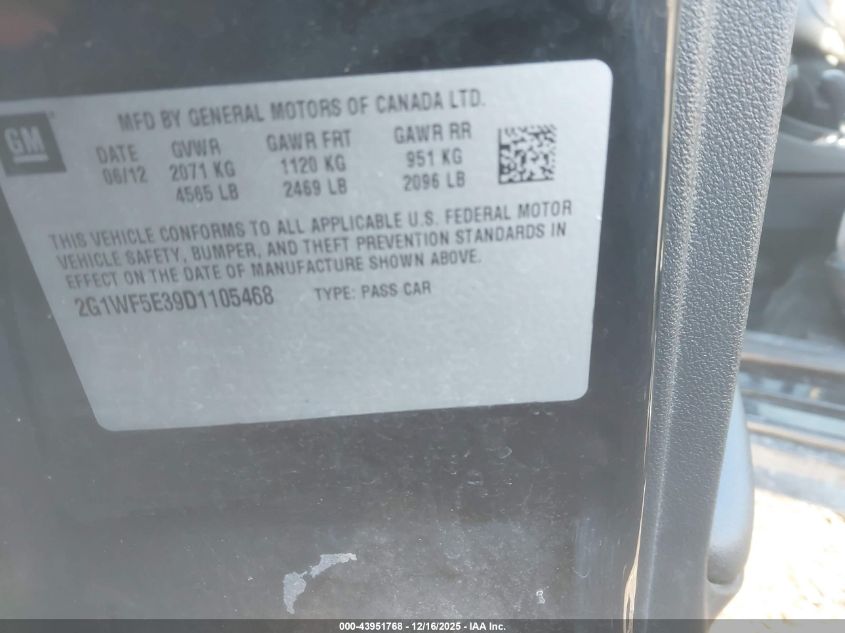 GM
MFD BY GENERAL MOTORS OF CANADA LTD.
DATE GVWR GAWR FRT GAWR RR
06/12 2071 KG 1120 KG 951 KG
4565 LB 2469 LB 2096 LB
THIS VEHICLE CONFORMS TO ALL APPLICABLE U.S. FEDERAL MOTOR
VEHICLE SAFETY, BUMPER, AND THEFT PREVENTION STANDARDS IN
EFFECT ON THE DATE OF MANUFACTURE SHOWN ABOVE.
2G1WF5E39D1105468 TYPE: PASS CAR
000-43951768 - 12/16/2025 - IAA Inc.